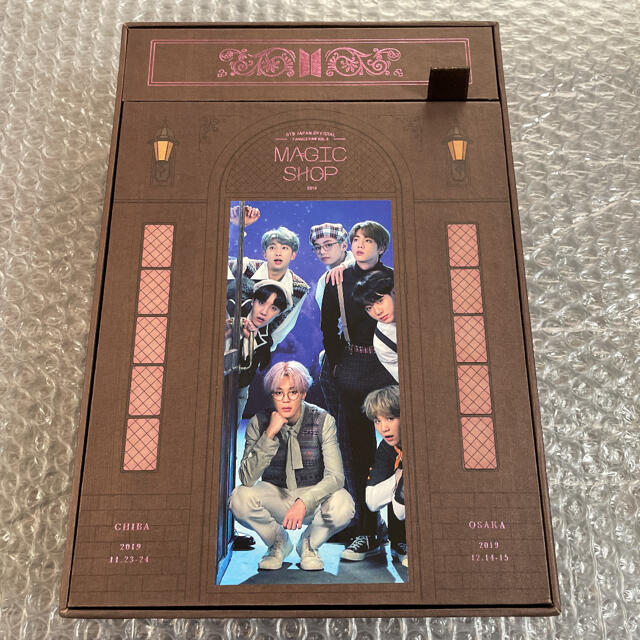 BTS JAPAN OFFICIAL
FANMEETING VOL.5
MAGIC
SHOP
2019
CHIBA
2019
11.23-24
OSAKA
2019
12.14-15